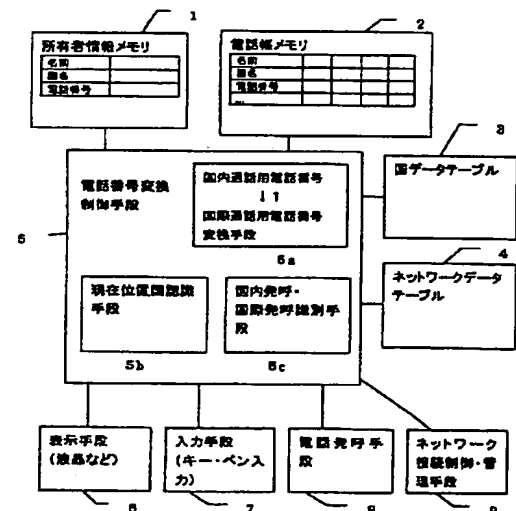 1
2
所有者情報メモリ
名前
国名
電話番号
電話帳メモリ
名前
国名
電話番号
...
3
国データテーブル
電話番号変換
制御手段
国内通話用電話番号
↓↑
国際通話用電話番号
変換手段
5
5a
4
ネットワークデータ
テーブル
現在位置国認識
手段
国内発呼・
国際発呼識別手
段
5b
5c
表示手段
(液晶など)
入力手段
(キー・ペン入
力)
電話発呼手
段
ネットワーク
接続制御・管
理手段
6
7
8
9